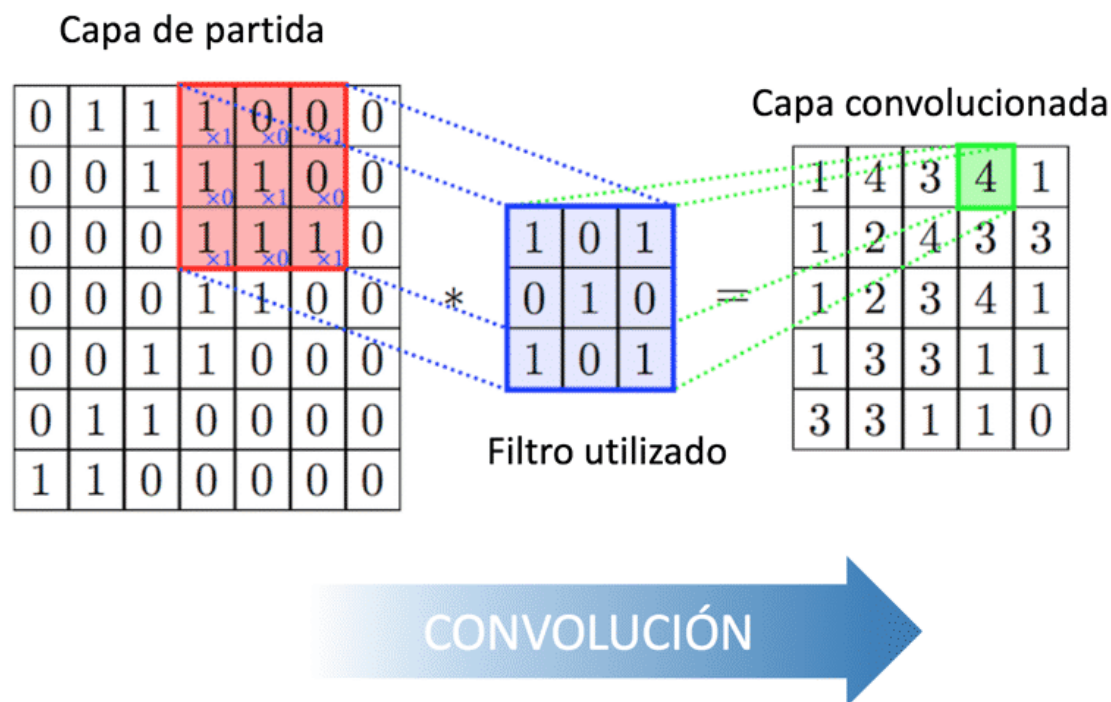 Capa de partida
Capa convolucionada
0 1 1 1 0 0 0
×1 ×0 ×1
0 0 1 1 1 0 0
×0 ×1 ×0
0 0 0 1 1 1 0
×1 ×0 ×1
0 0 0 1 1 0 0
0 0 1 1 0 0 0
0 1 1 0 0 0 0
1 1 0 0 0 0 0
*
1 0 1
0 1 0
1 0 1
Filtro utilizado
=
1 4 3 4 1
1 2 4 3 3
1 2 3 4 1
1 3 3 1 1
3 3 1 1 0
CONVOLUCIÓN